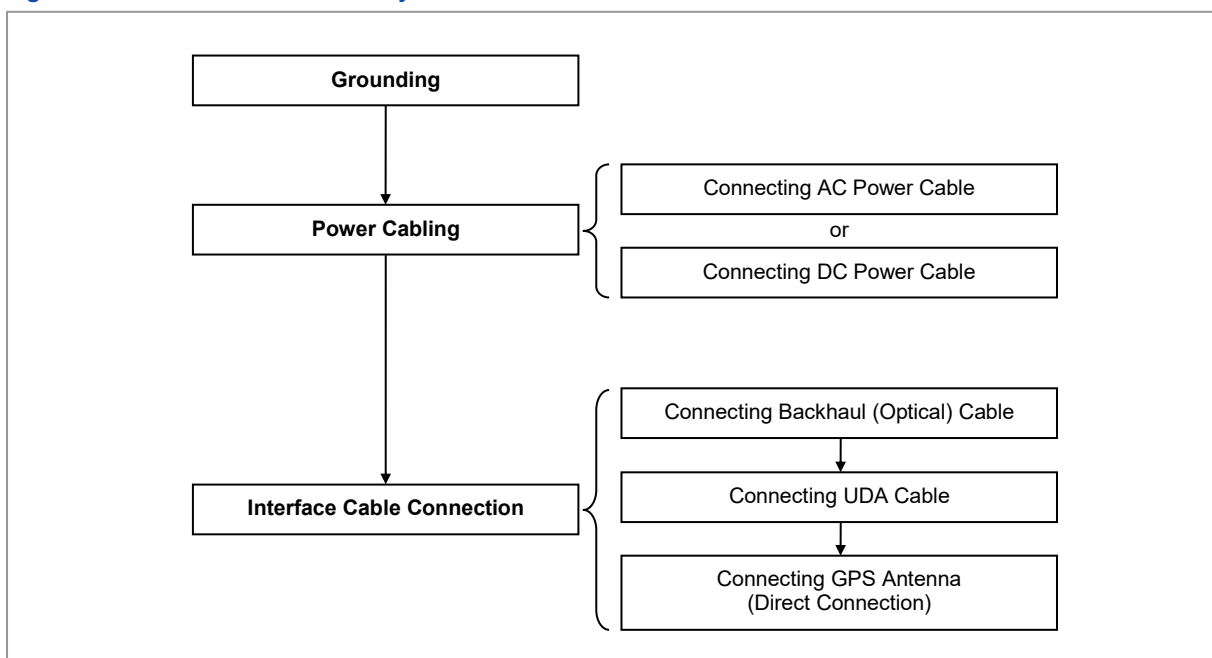 Grounding
Connecting AC Power Cable
Power Cabling
or
Connecting DC Power Cable
Connecting Backhaul (Optical) Cable
Interface Cable Connection
Connecting UDA Cable
Connecting GPS Antenna
(Direct Connection)